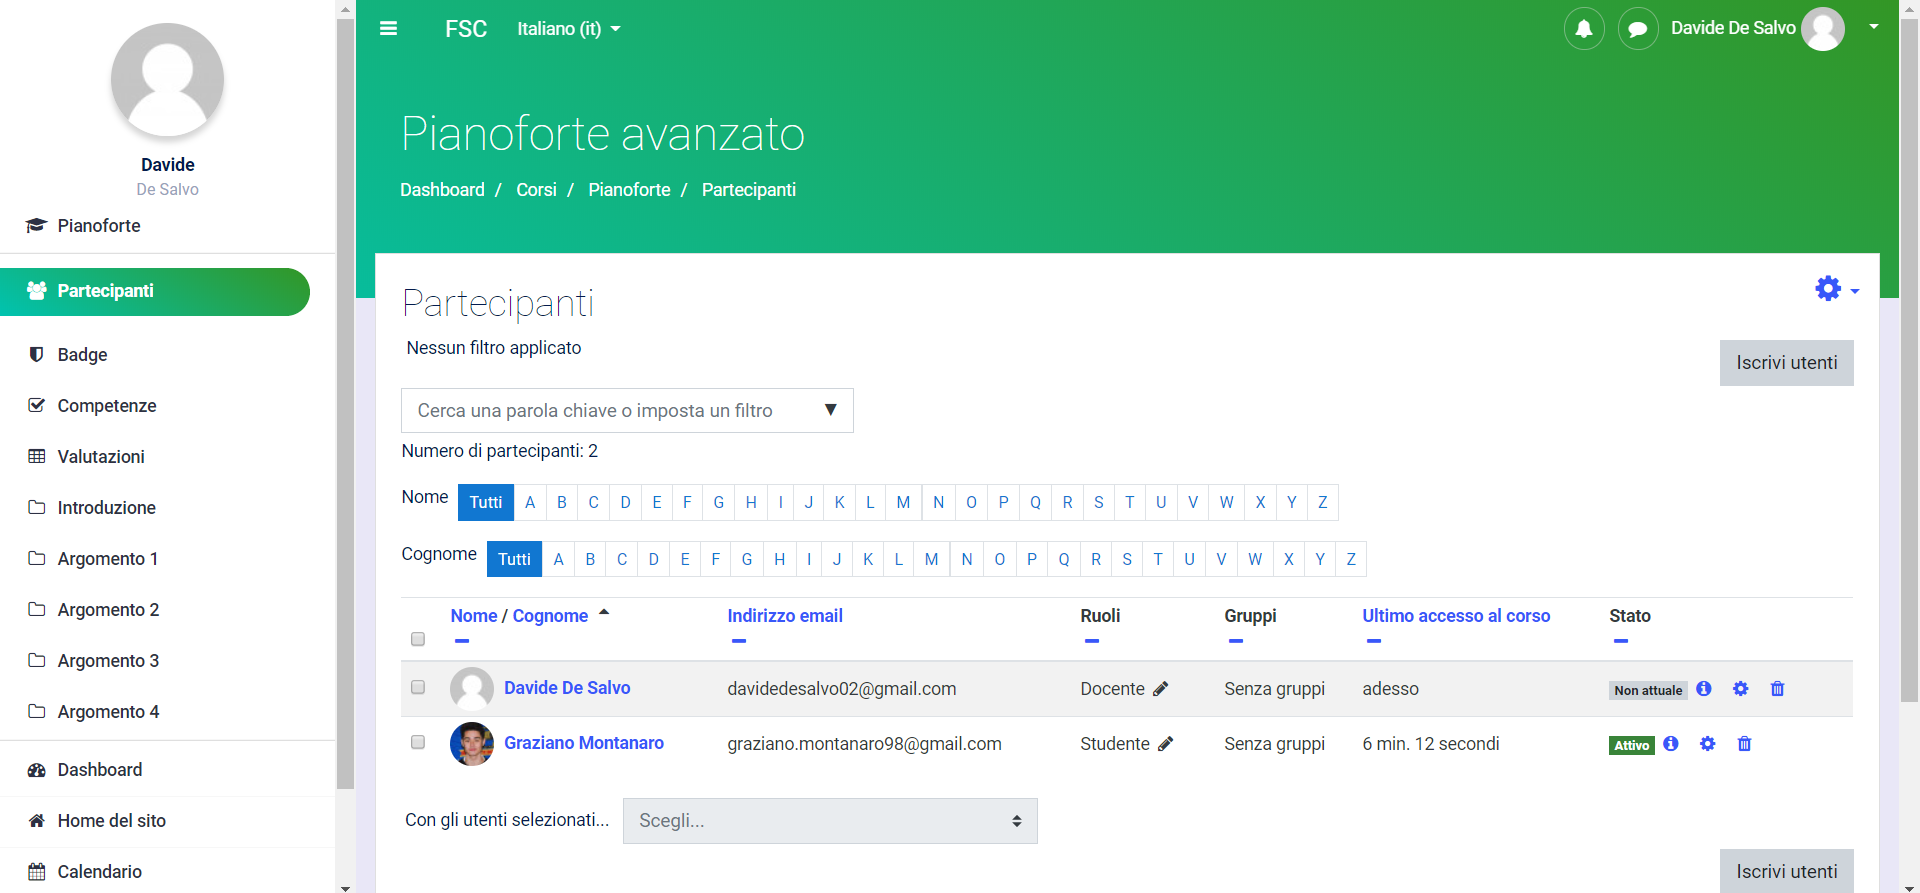 FSC Italiano (it) Davide De Salvo
Davide
De Salvo
Pianoforte
Partecipanti
Badge
Competenze
Valutazioni
Introduzione
Argomento 1
Argomento 2
Argomento 3
Argomento 4
Dashboard
Home del sito
Calendario
Pianoforte avanzato
Dashboard / Corsi / Pianoforte / Partecipanti
Partecipanti
Nessun filtro applicato
Iscrivi utenti
Cerca una parola chiave o imposta un filtro ▼
Numero di partecipanti: 2
Nome Tutti A B C D E F G H I J K L M N O P Q R S T U V W X Y Z
Cognome Tutti A B C D E F G H I J K L M N O P Q R S T U V W X Y Z
Nome / Cognome Indirizzo email Ruoli Gruppi Ultimo accesso al corso Stato
Davide De Salvo davidedesalvo02@gmail.com Docente Senza gruppi adesso Non attuale
Graziano Montanaro graziano.montanaro98@gmail.com Studente Senza gruppi 6 min. 12 secondi Attivo
Con gli utenti selezionati... Scegli...
Iscrivi utenti